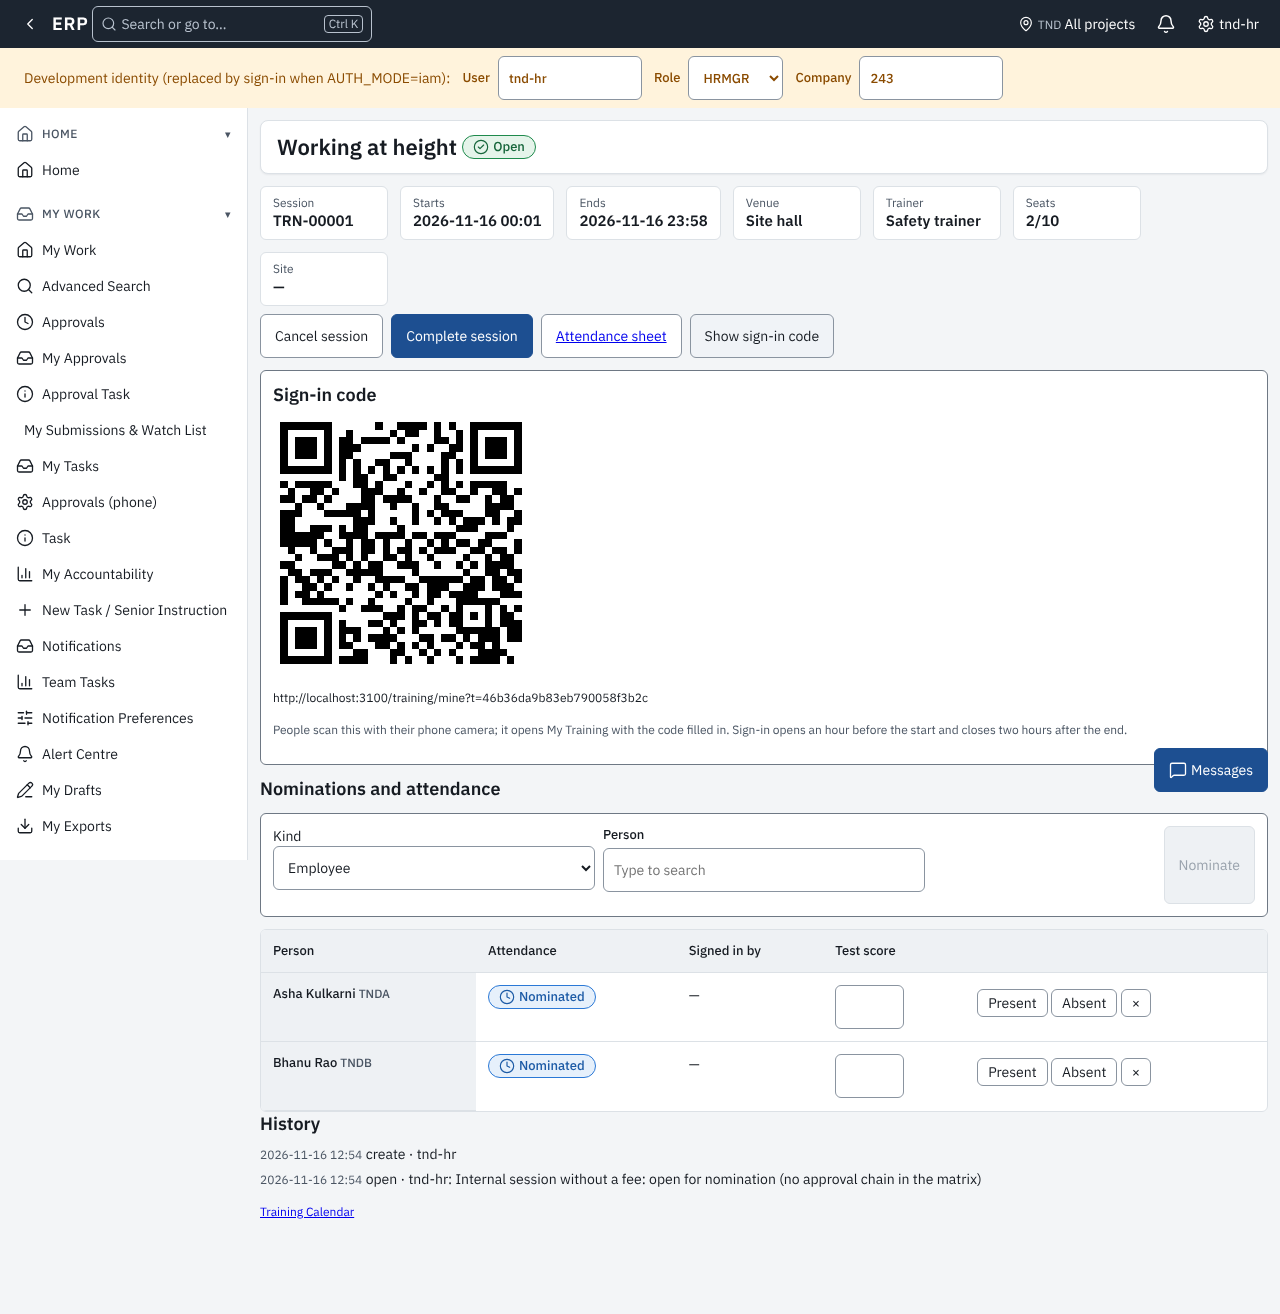 ERP
Search or go to...
Ctrl K
TND All projects
tnd-hr
Development identity (replaced by sign-in when AUTH_MODE=iam):
User
tnd-hr
Role
HRMGR
Company
243
HOME
Home
MY WORK
My Work
Advanced Search
Approvals
My Approvals
Approval Task
My Submissions & Watch List
My Tasks
Approvals (phone)
Task
My Accountability
New Task / Senior Instruction
Notifications
Team Tasks
Notification Preferences
Alert Centre
My Drafts
My Exports
Working at height
Open
Session
TRN-00001
Starts
2026-11-16 00:01
Ends
2026-11-16 23:58
Venue
Site hall
Trainer
Safety trainer
Seats
2/10
Site
—
Cancel session
Complete session
Attendance sheet
Show sign-in code
Sign-in code
http://localhost:3100/training/mine?t=46b36da9b83eb790058f3b2c
People scan this with their phone camera; it opens My Training with the code filled in. Sign-in opens an hour before the start and closes two hours after the end.
Messages
Nominations and attendance
Kind
Employee
Person
Type to search
Nominate
Person Attendance Signed in by Test score
Asha Kulkarni TNDA Nominated — Present Absent ×
Bhanu Rao TNDB Nominated — Present Absent ×
History
2026-11-16 12:54 create · tnd-hr
2026-11-16 12:54 open · tnd-hr: Internal session without a fee: open for nomination (no approval chain in the matrix)
Training Calendar